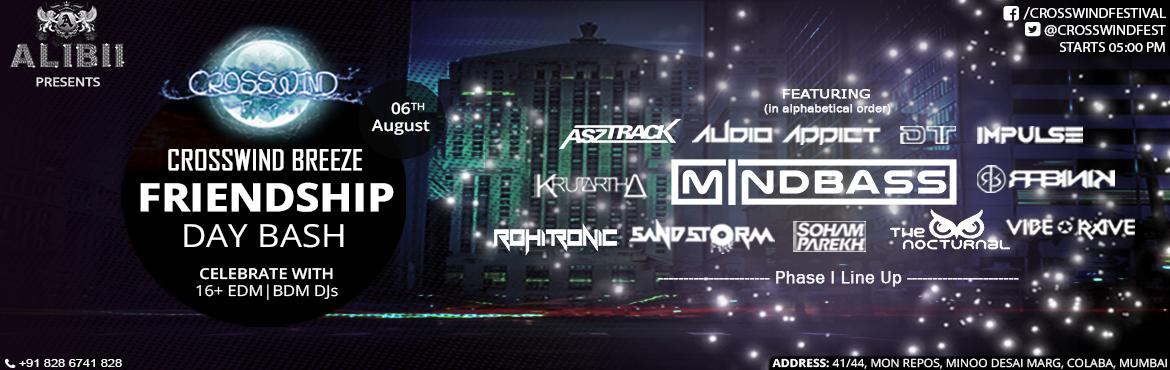 ALIBII
PRESENTS
CROSSWIND
06TH
August
CROSSWIND BREEZE
FRIENDSHIP
DAY BASH
CELEBRATE WITH
16+ EDM|BDM DJs
/CROSSWINDFESTIVAL
@CROSSWINDFEST
STARTS 05:00 PM
FEATURING
(in alphabetical order)
ASZTRACK AUDIO ADDICT DT IMPULSE
KRUTARTHA MINDBASS
ROHITRONIC SANDSTORM SOHAM PAREKH THE NOCTURNAL VIBE RAVE
---------------------- Phase I Line Up ----------------------
+91 828 6741 828
ADDRESS: 41/44, MON REPOS, MINOO DESAI MARG, COLABA, MUMBAI